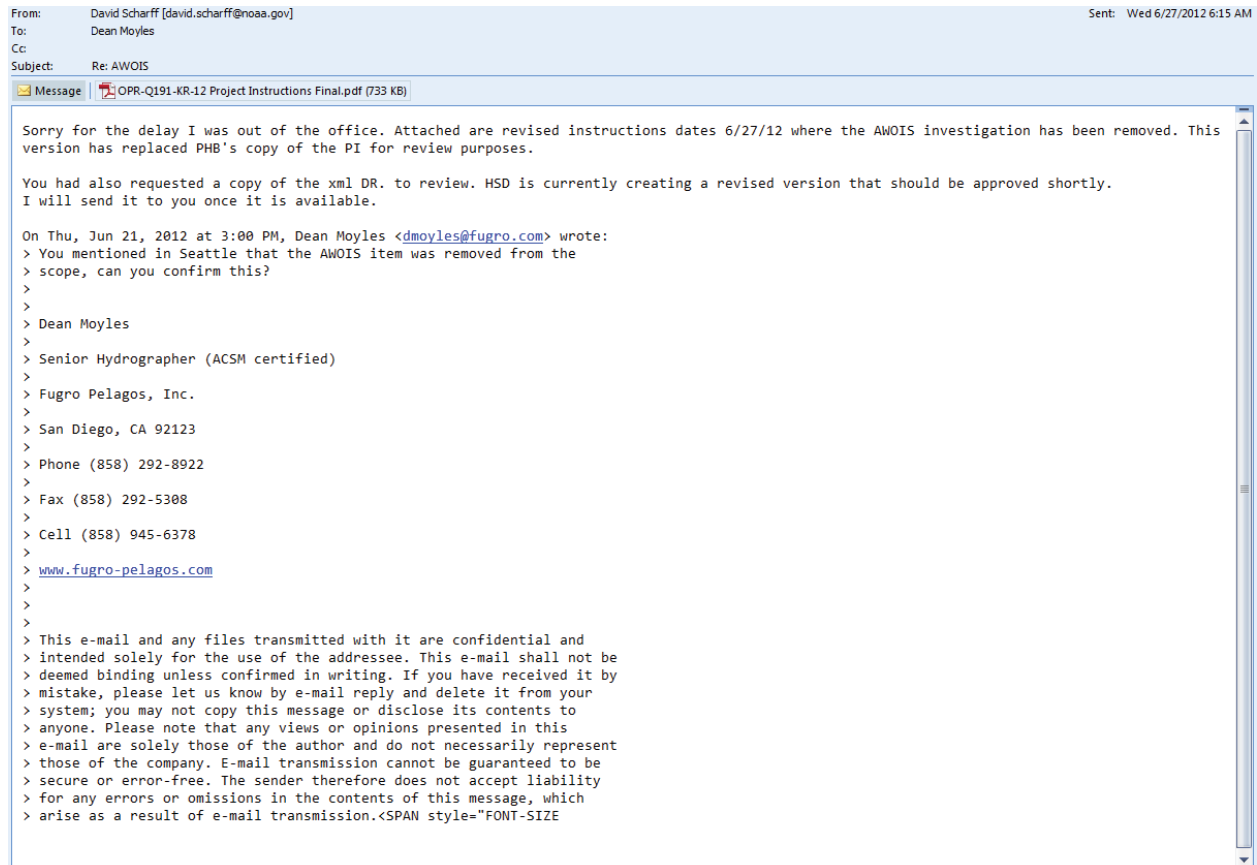 From: David Scharff [david.scharff@noaa.gov] Sent: Wed 6/27/2012 6:15 AM
To: Dean Moyles
Cc:
Subject: Re: AWOIS
Message OPR-Q191-KR-12 Project Instructions Final.pdf (733 KB)
Sorry for the delay I was out of the office. Attached are revised instructions dates 6/27/12 where the AWOIS investigation has been removed. This
version has replaced PHB's copy of the PI for review purposes.
You had also requested a copy of the xml DR. to review. HSD is currently creating a revised version that should be approved shortly.
I will send it to you once it is available.
On Thu, Jun 21, 2012 at 3:00 PM, Dean Moyles <dmoyles@fugro.com> wrote:
> You mentioned in Seattle that the AWOIS item was removed from the
> scope, can you confirm this?
>
>
> Dean Moyles
>
> Senior Hydrographer (ACSM certified)
>
> Fugro Pelagos, Inc.
>
> San Diego, CA 92123
>
> Phone (858) 292-8922
>
> Fax (858) 292-5308
>
> Cell (858) 945-6378
>
> www.fugro-pelagos.com
>
>
>
> This e-mail and any files transmitted with it are confidential and
> intended solely for the use of the addressee. This e-mail shall not be
> deemed binding unless confirmed in writing. If you have received it by
> mistake, please let us know by e-mail reply and delete it from your
> system; you may not copy this message or disclose its contents to
> anyone. Please note that any views or opinions presented in this
> e-mail are solely those of the author and do not necessarily represent
> those of the company. E-mail transmission cannot be guaranteed to be
> secure or error-free. The sender therefore does not accept liability
> for any errors or omissions in the contents of this message, which
> arise as a result of e-mail transmission.<SPAN style="FONT-SIZE